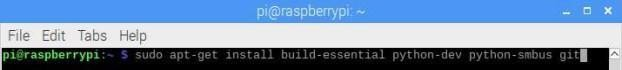 pi@raspberrypi: ~
File Edit Tabs Help
pi@raspberrypi:~ $ sudo apt-get install build-essential python-dev python-smbus git